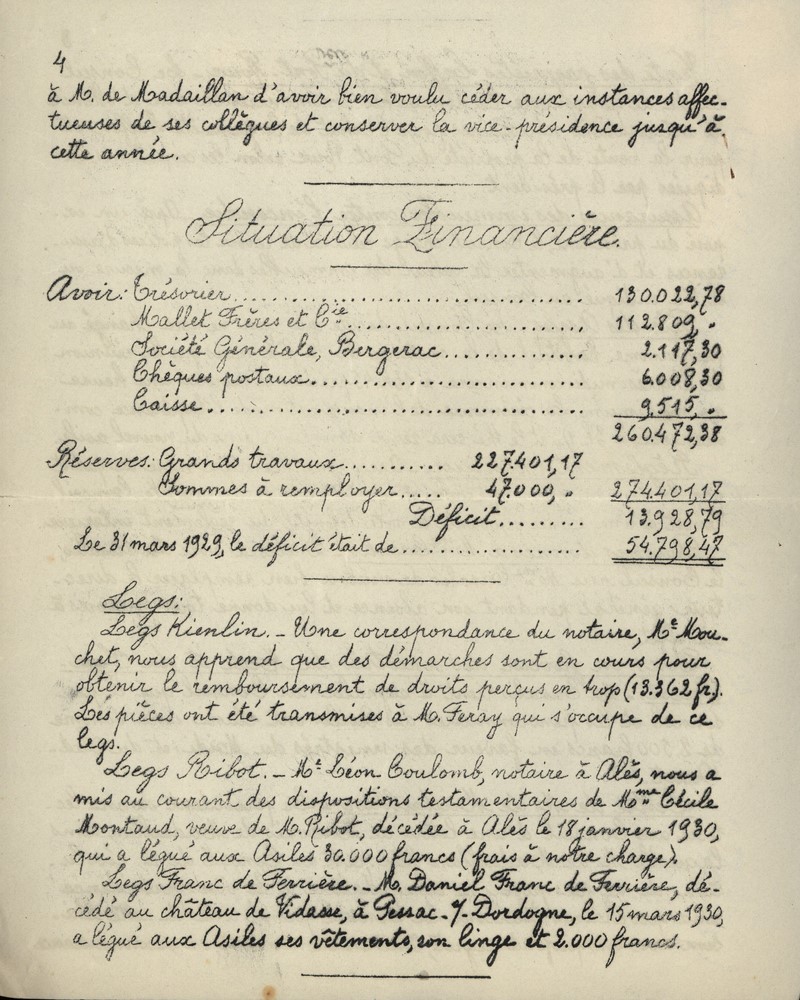 4
à M. de Madaillan d'avoir bien voulu céder aux instances affec-
tueuses de ses collègues et conserver la vice-présidence jusqu'à
cette année.
Situation Financière.
Avoir: Trésorier.......................................... 130.022,78
Mallet Frères et Cie............................. 112.809, "
Société Générale, Bergerac.............. 2.117,30
Chèques postaux................................ 6.008,30
Caisse............................................. 9.515, "
260.472,38
Réserves: Grands travaux.......... 227.401,17
Sommes à remployer..... 47.000, " 274.401,17
Déficit......... 13.928,79
Le 31 mars 1929, le déficit était de..................... 54.798,47
Legs:
Legs Kienlin. _ Une correspondance du notaire, Me Mou-
chet, nous apprend que des démarches sont en cours pour
obtenir le remboursement de droits perçus en trop (13.362 fr.).
Les pièces ont été transmises à M. Feray qui s'occupe de ce
legs.
Legs Ribot. _ Me Léon Coulomb, notaire à Alès, nous a
mis au courant des dispositions testamentaires de Mme Cécile
Montaud, veuve de M. Ribot, décédée à Alès le 18 janvier 1930,
qui a légué aux Asiles 30.000 francs (frais à notre charge).
Legs Franc de Ferrière. _ M. Daniel Franc de Ferrière, dé-
cédé au château de Vidasse, à Pessac-s/-Dordogne, le 15 mars 1930,
a légué aux Asiles ses vêtements, son linge et 2.000 francs.